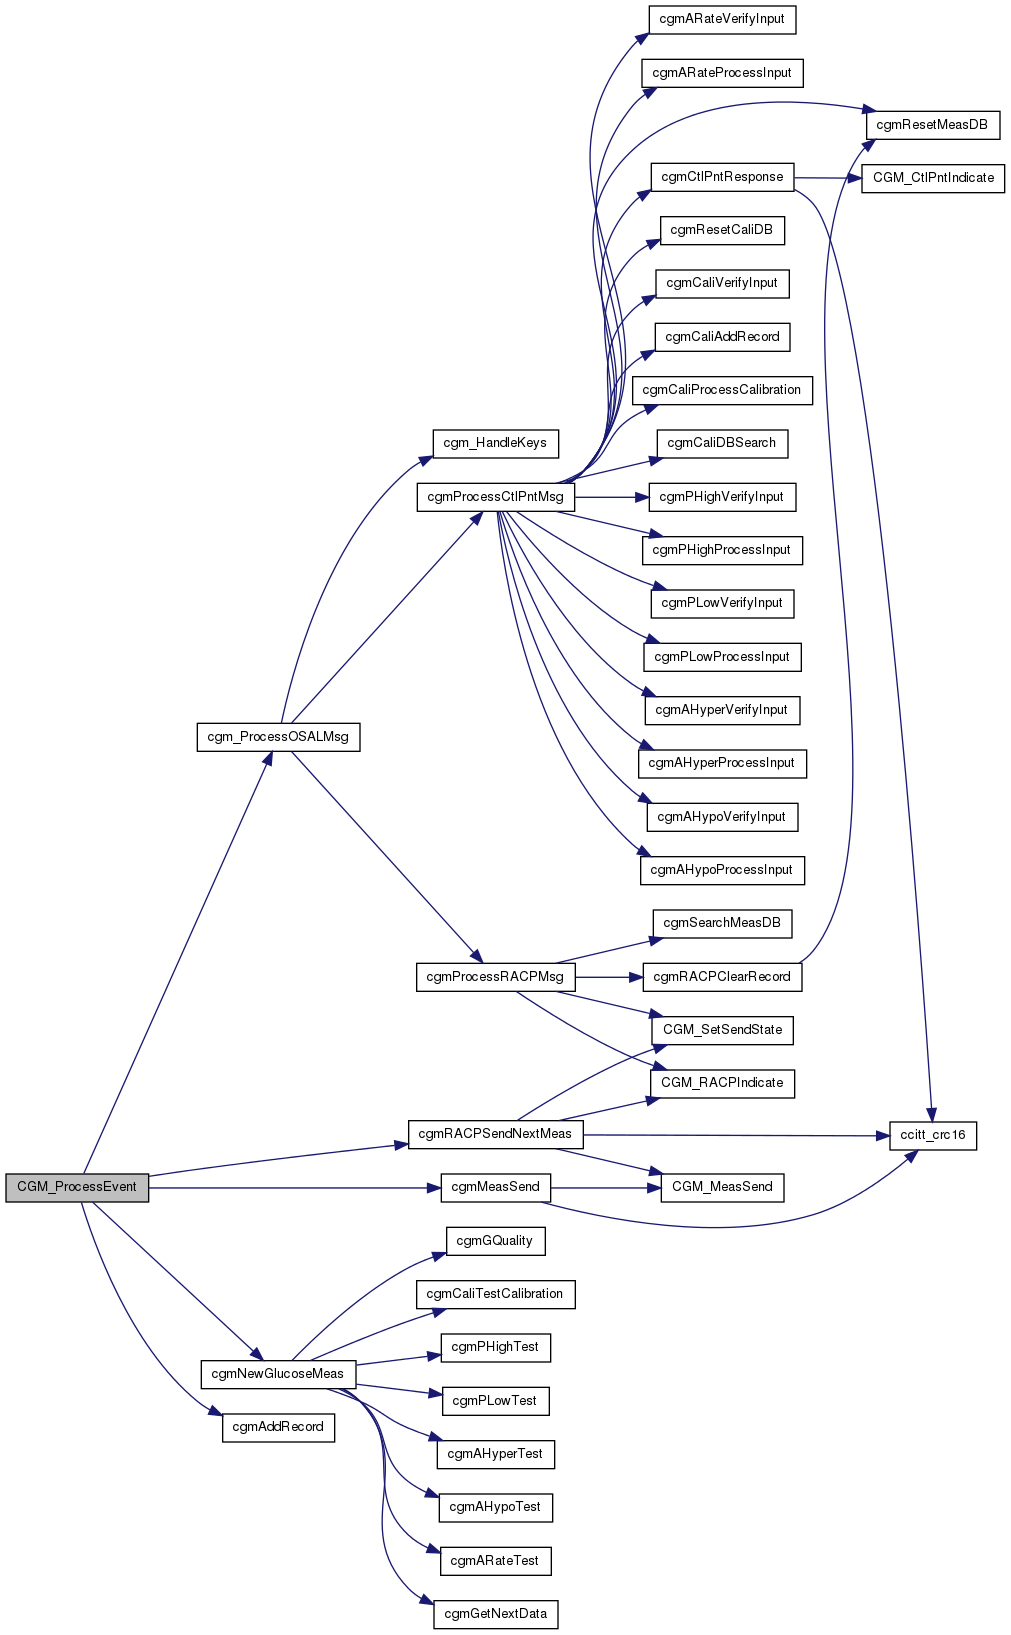 cgmARateVerifyInput
cgmARateProcessInput
cgmResetMeasDB
cgmCtlPntResponse
CGM_CtlPntIndicate
cgmResetCaliDB
cgmCaliVerifyInput
cgmCaliAddRecord
cgmCaliProcessCalibration
cgm_HandleKeys
cgmCaliDBSearch
cgmProcessCtlPntMsg
cgmPHighVerifyInput
cgmPHighProcessInput
cgmPLowVerifyInput
cgmPLowProcessInput
cgmAHyperVerifyInput
cgm_ProcessOSALMsg
cgmAHyperProcessInput
cgmAHypoVerifyInput
cgmAHypoProcessInput
cgmSearchMeasDB
cgmProcessRACPMsg
cgmRACPClearRecord
CGM_SetSendState
CGM_RACPIndicate
cgmRACPSendNextMeas
ccitt_crc16
CGM_ProcessEvent
cgmMeasSend
CGM_MeasSend
cgmGQuality
cgmCaliTestCalibration
cgmPHighTest
cgmNewGlucoseMeas
cgmPLowTest
cgmAddRecord
cgmAHyperTest
cgmAHypoTest
cgmARateTest
cgmGetNextData